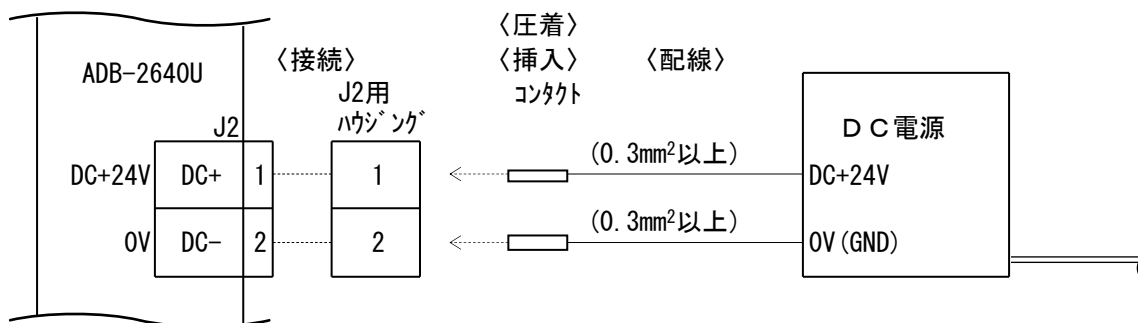 〈圧着〉
〈接続〉 〈挿入〉 〈配線〉
ADB-2640U
J2用 ｺﾝﾀｸﾄ
J2 ﾊｳｼﾞﾝｸﾞ DC電源
(0.3mm²以上)
DC+24V DC+ 1 1 DC+24V
(0.3mm²以上)
0V DC- 2 2 0V(GND)